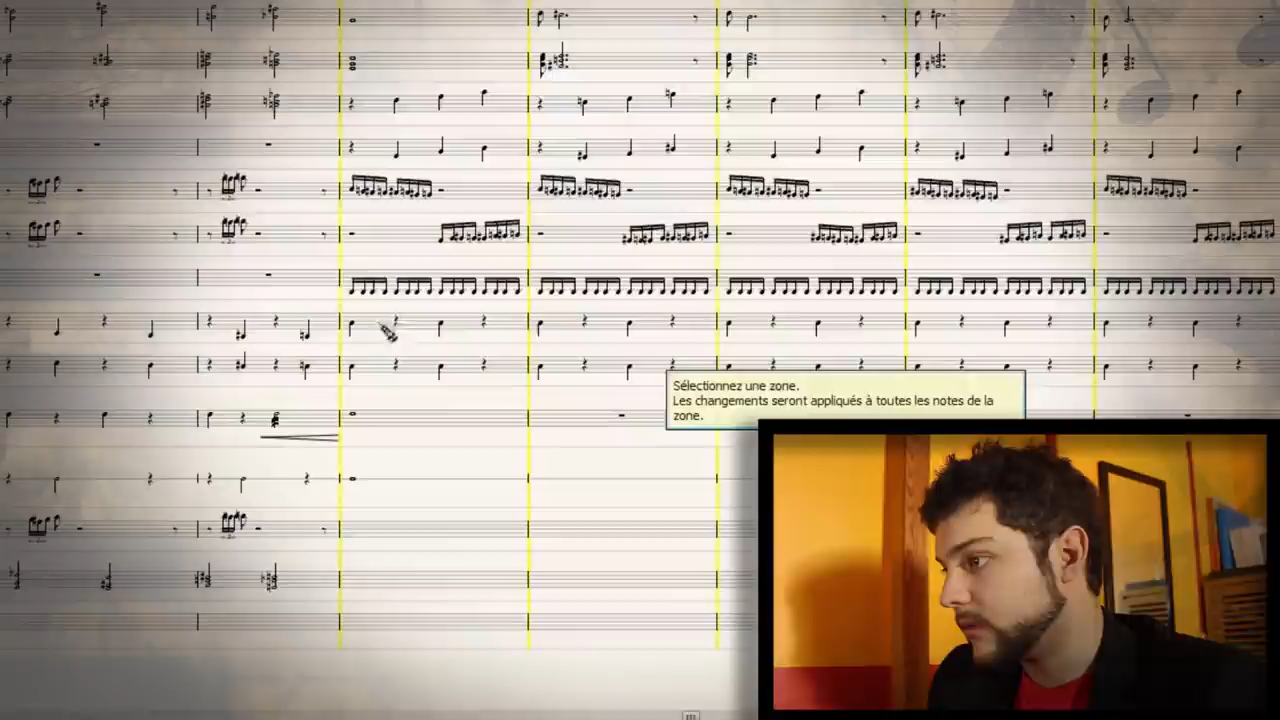 Sélectionnez une zone.
Les changements seront appliqués à toutes les notes de la
zone.